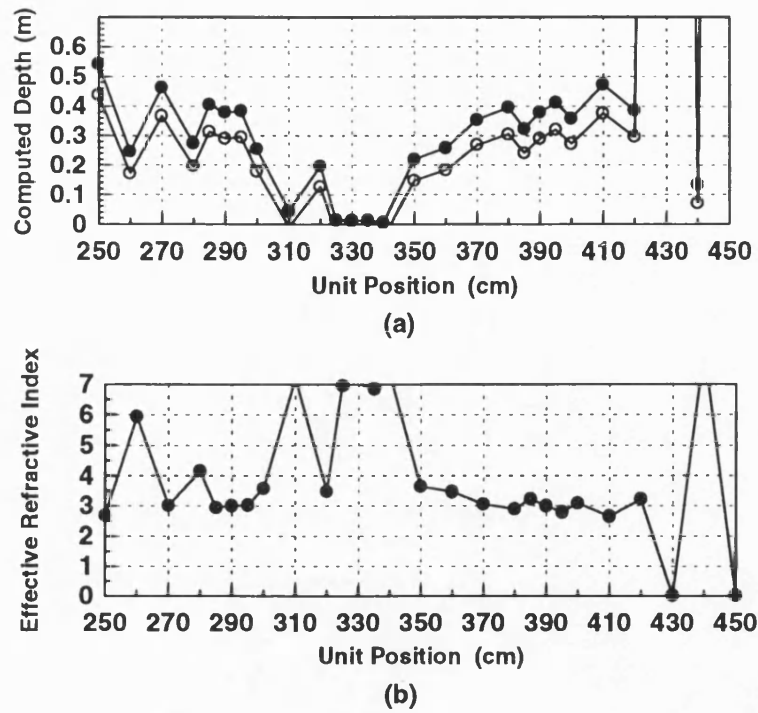 Computed Depth (m)
0.6
0.5
0.4
0.3
0.2
0.1
0
250 270 290 310 330 350 370 390 410 430 450
Unit Position (cm)
(a)
Effective Refractive Index
7
6
5
4
3
2
1
0
250 270 290 310 330 350 370 390 410 430 450
Unit Position (cm)
(b)